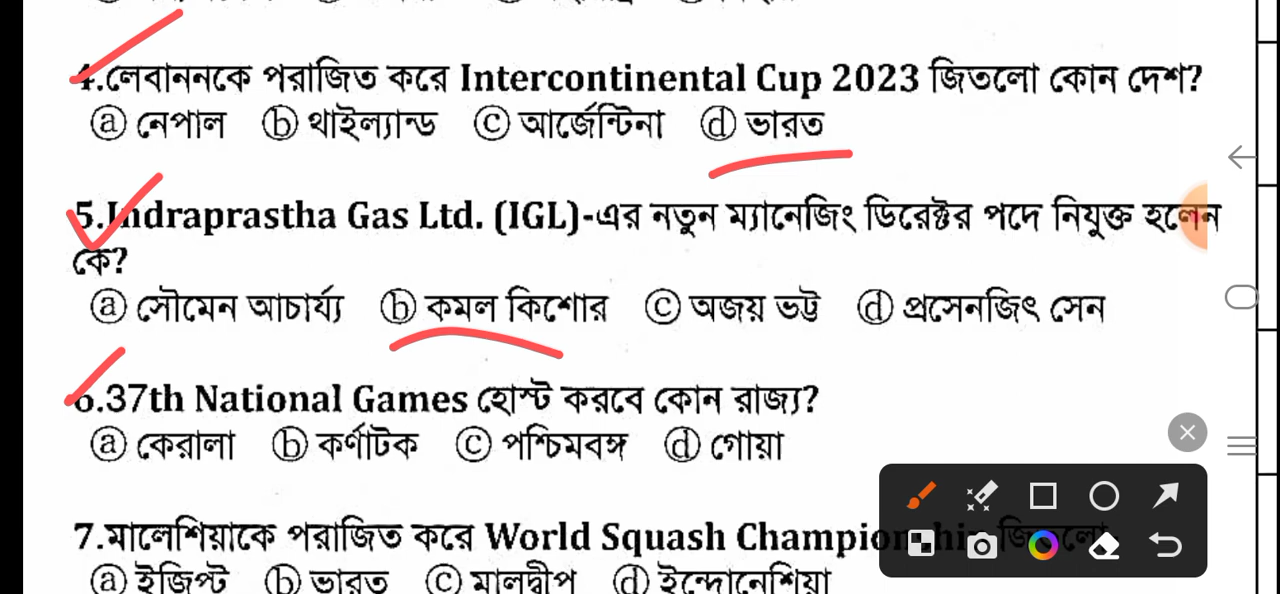 4.লেবাননকে পরাজিত করে Intercontinental Cup 2023 জিতলো কোন দেশ?
ⓐ নেপাল ⓑ থাইল্যান্ড ⓒ আর্জেন্টিনা ⓓ ভারত
5.Indraprastha Gas Ltd. (IGL)-এর নতুন ম্যানেজিং ডিরেক্টর পদে নিযুক্ত হলেন
কে?
ⓐ সৌমেন আচার্য্য ⓑ কমল কিশোর ⓒ অজয় ভট্ট ⓓ প্রসেনজিৎ সেন
6.37th National Games হোস্ট করবে কোন রাজ্য?
ⓐ কেরালা ⓑ কর্ণাটক ⓒ পশ্চিমবঙ্গ ⓓ গোয়া
7.মালেশিয়াকে পরাজিত করে World Squash Championship জিতলো
ⓐ ইজিপ্ট ⓑ ভারত ⓒ মালদ্বীপ ⓓ ইন্দোনেশিয়া